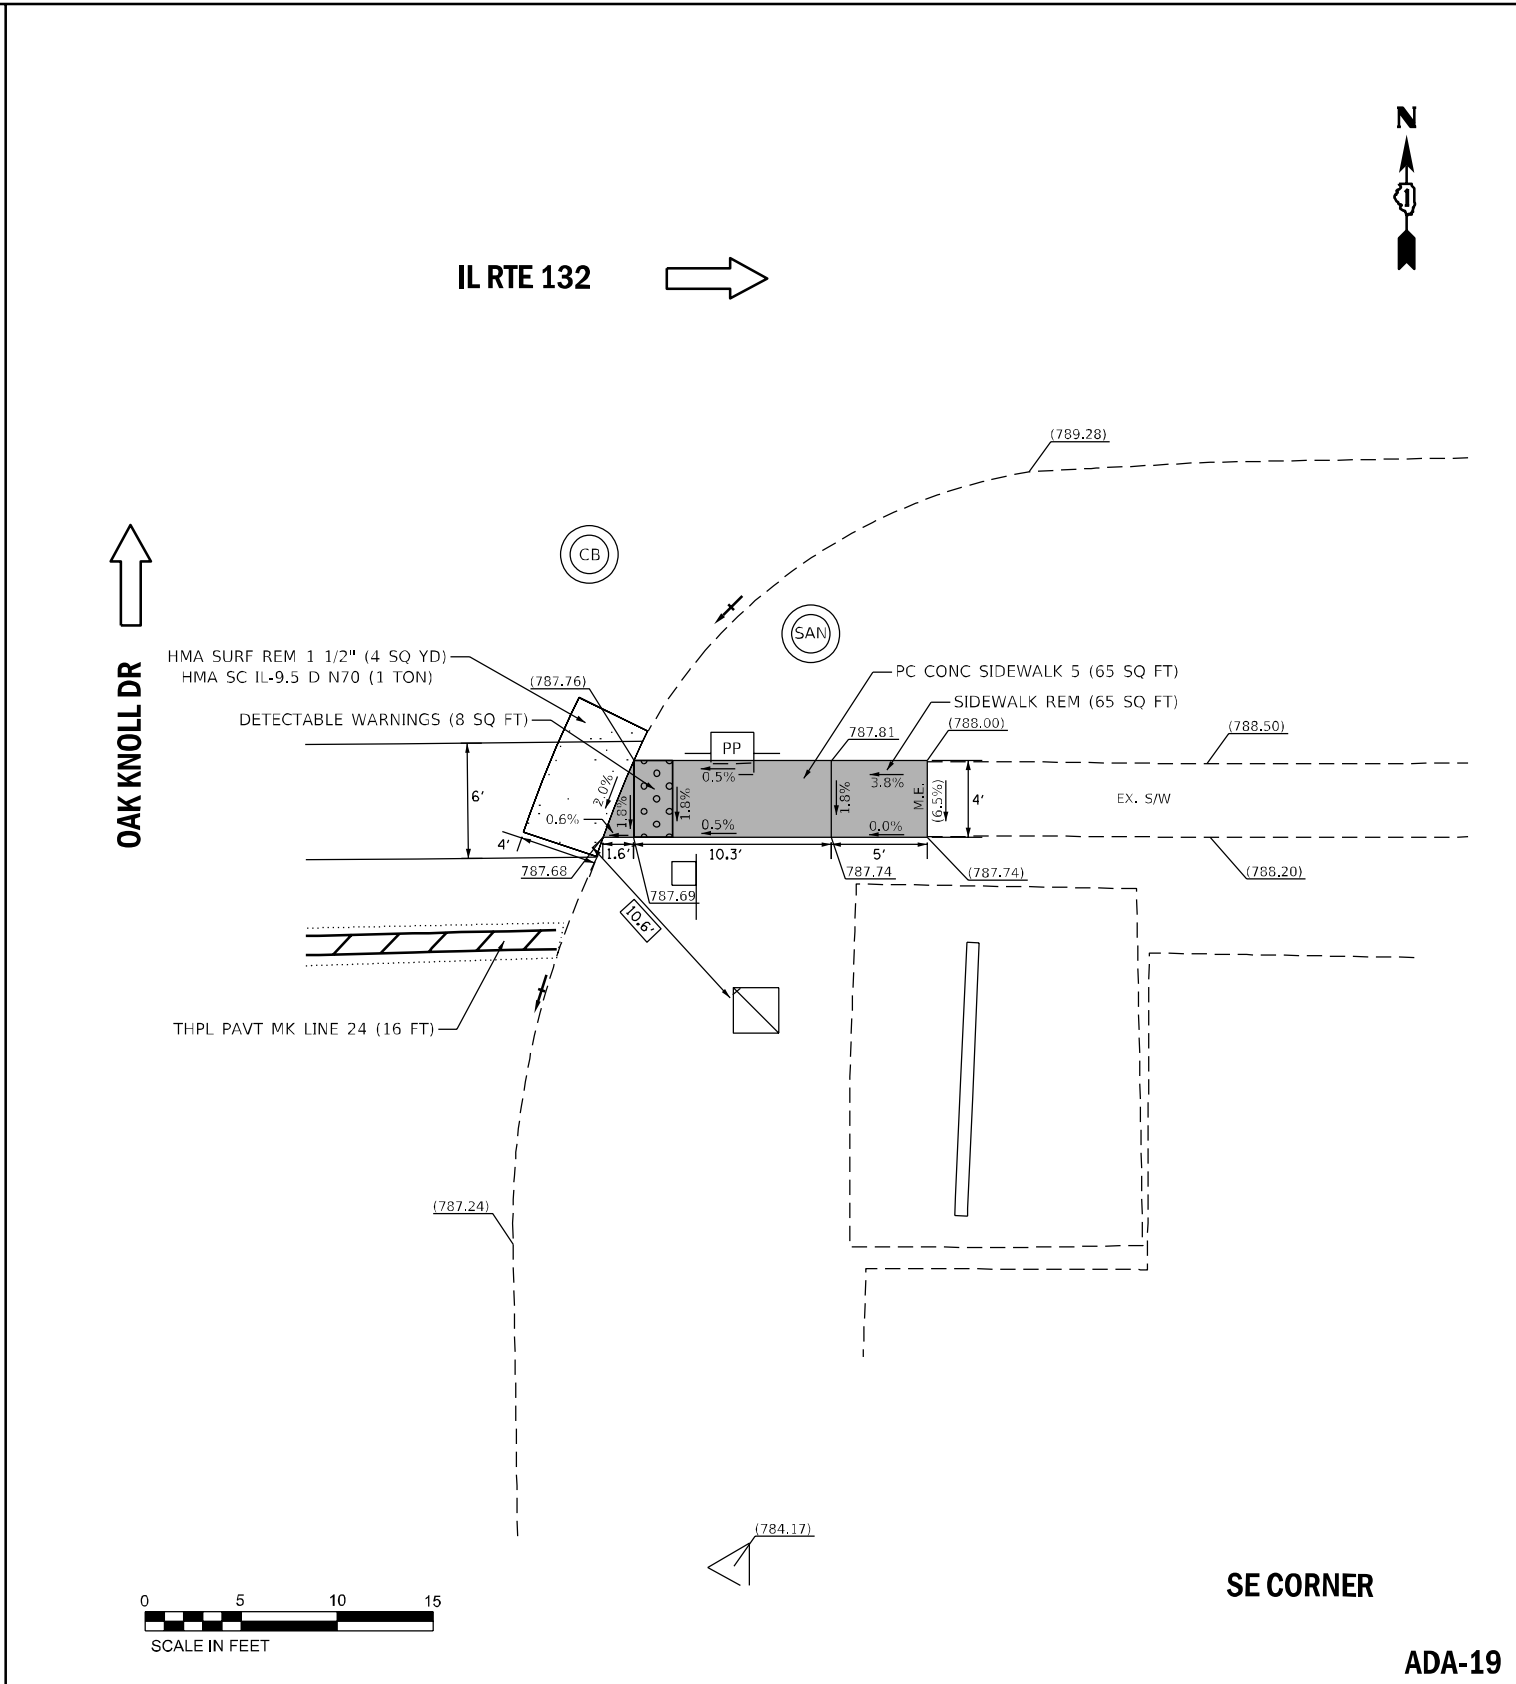 N
1
IL RTE 132
(789.28)
CB
SAN
OAK KNOLL DR
HMA SURF REM 1 1/2" (4 SQ YD)
HMA SC IL-9.5 D N70 (1 TON)
(787.76)
DETECTABLE WARNINGS (8 SQ FT)
PC CONC SIDEWALK 5 (65 SQ FT)
SIDEWALK REM (65 SQ FT)
PP
787.81
(788.00)
(788.50)
0.5%
3.8%
6'
2.0%
1.8%
1.8%
1.8%
M.E.
(6.5%)
4'
EX. S/W
0.6%
0.5%
0.0%
4'
1.6'
10.3'
5'
787.68
787.69
787.74
(787.74)
(788.20)
10.6'
THPL PAVT MK LINE 24 (16 FT)
(787.24)
(784.17)
0 5 10 15
SCALE IN FEET
SE CORNER
ADA-19